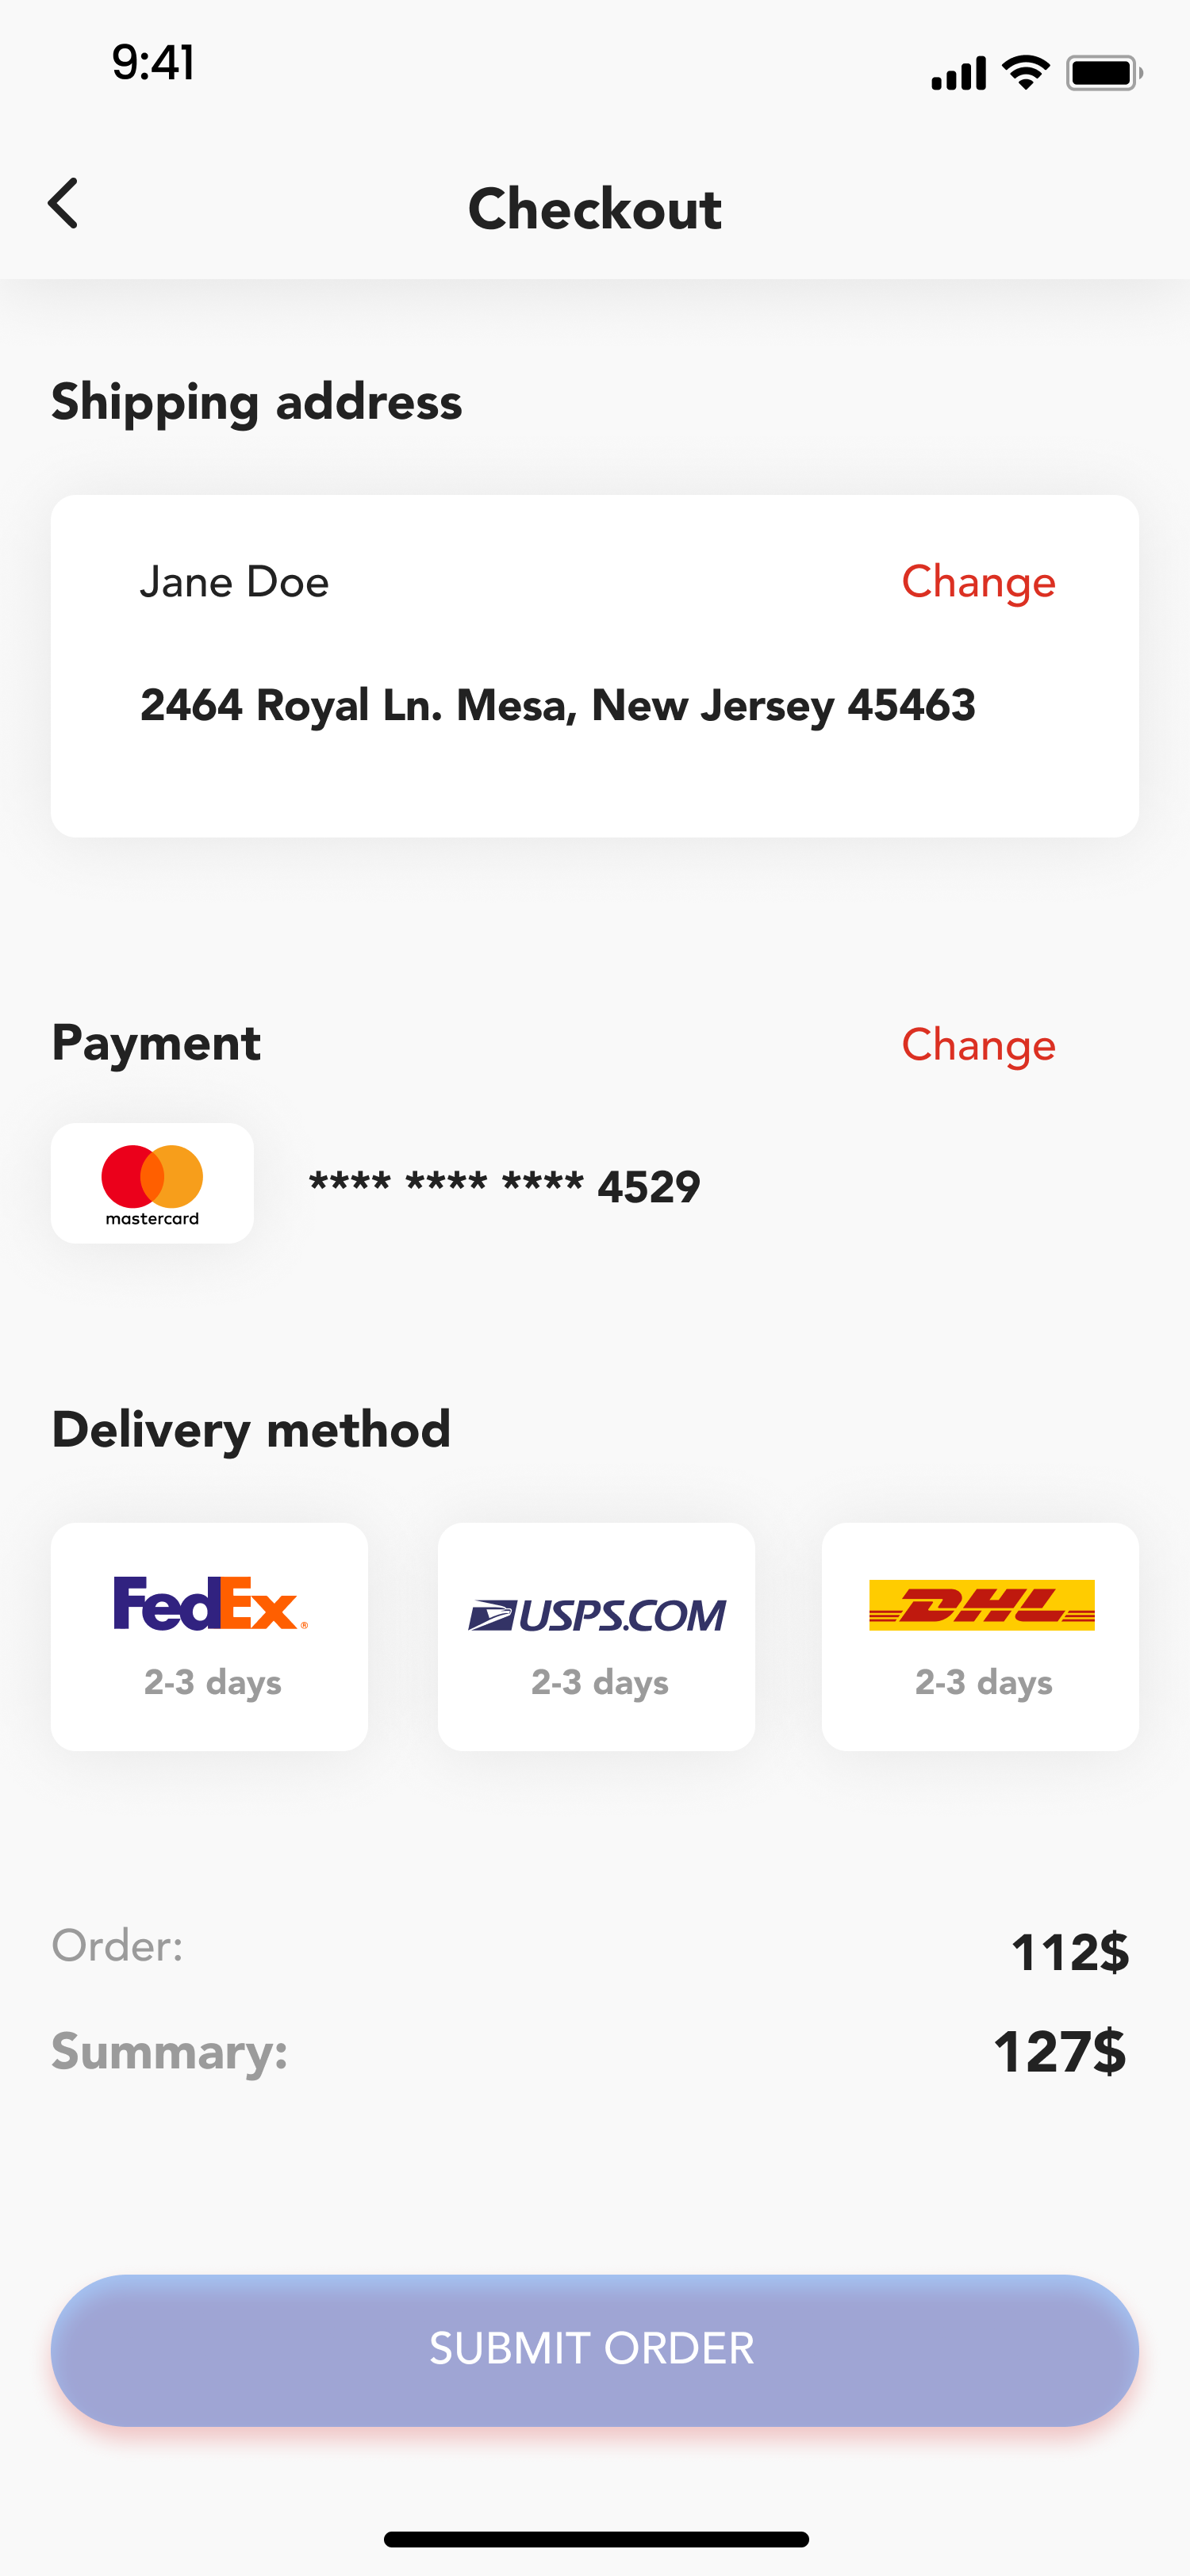 9:41
Checkout
Shipping address
Jane Doe Change
2464 Royal Ln. Mesa, New Jersey 45463
Payment Change
mastercard
**** **** **** 4529
Delivery method
FedEx® USPS.COM DHL
2-3 days 2-3 days 2-3 days
Order: 112$
Summary: 127$
SUBMIT ORDER